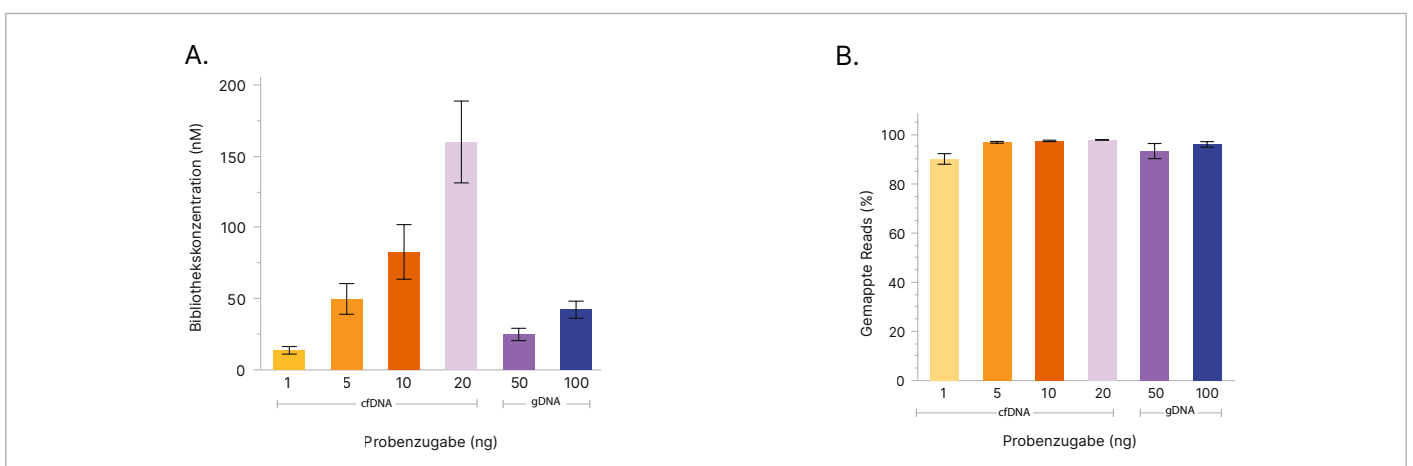 A.
200
150
100
50
0
Bibliothekskonzentration (nM)
1 5 10 20 50 100
cfDNA gDNA
Probenzugabe (ng)
B.
100
80
60
40
20
0
Gemappte Reads (%)
1 5 10 20 50 100
cfDNA gDNA
Probenzugabe (ng)